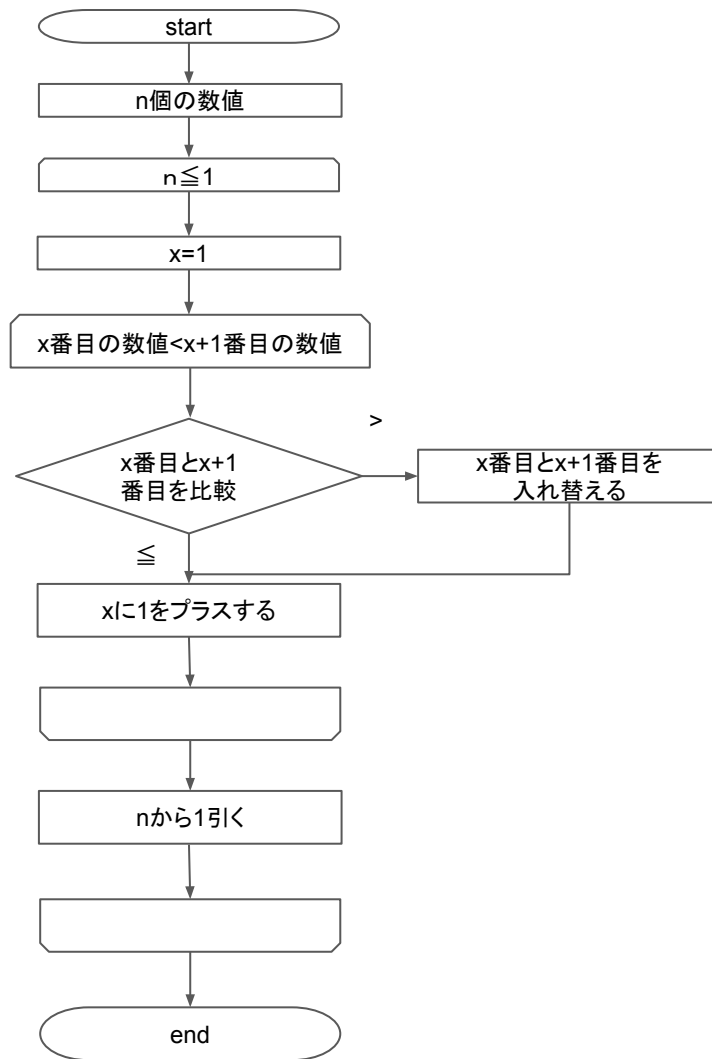 start
n個の数値
ｎ≦1
x=1
x番目の数値<x+1番目の数値
>
x番目とx+1
番目を比較
x番目とx+1番目を
入れ替える
≦
xに1をプラスする
nから1引く
end